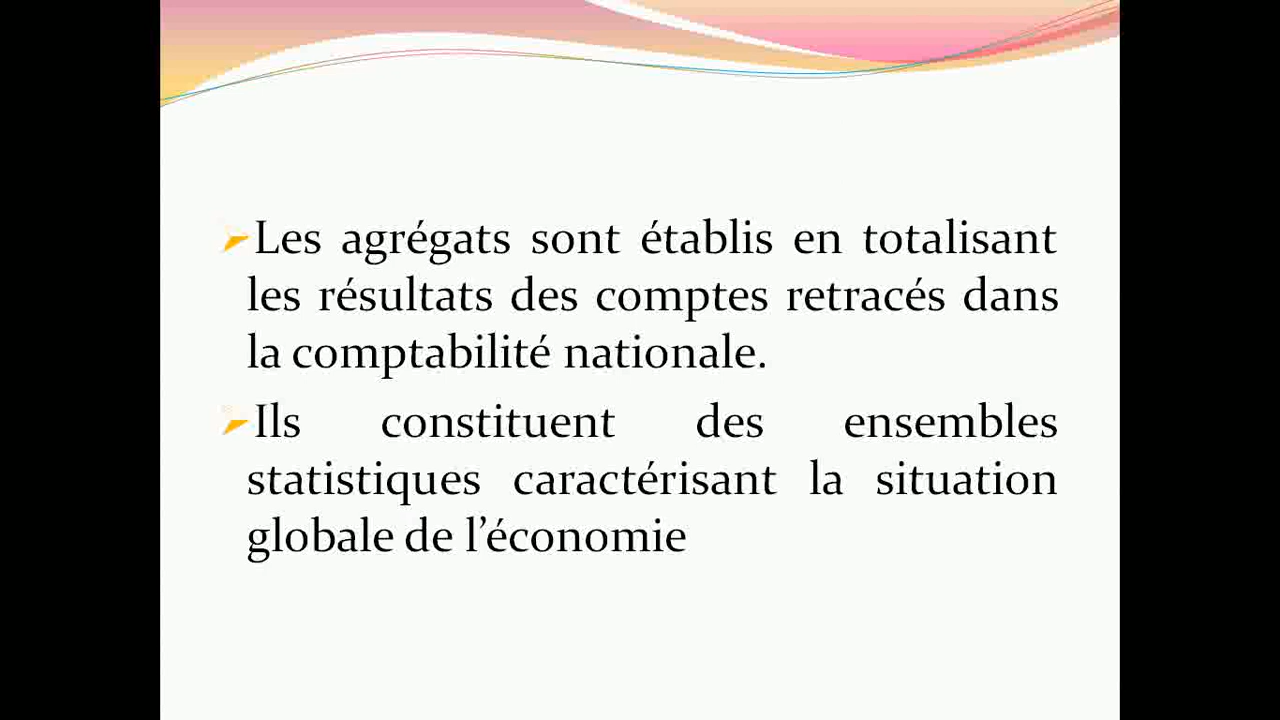 Les agrégats sont établis en totalisant
les résultats des comptes retracés dans
la comptabilité nationale.
Ils constituent des ensembles
statistiques caractérisant la situation
globale de l’économie